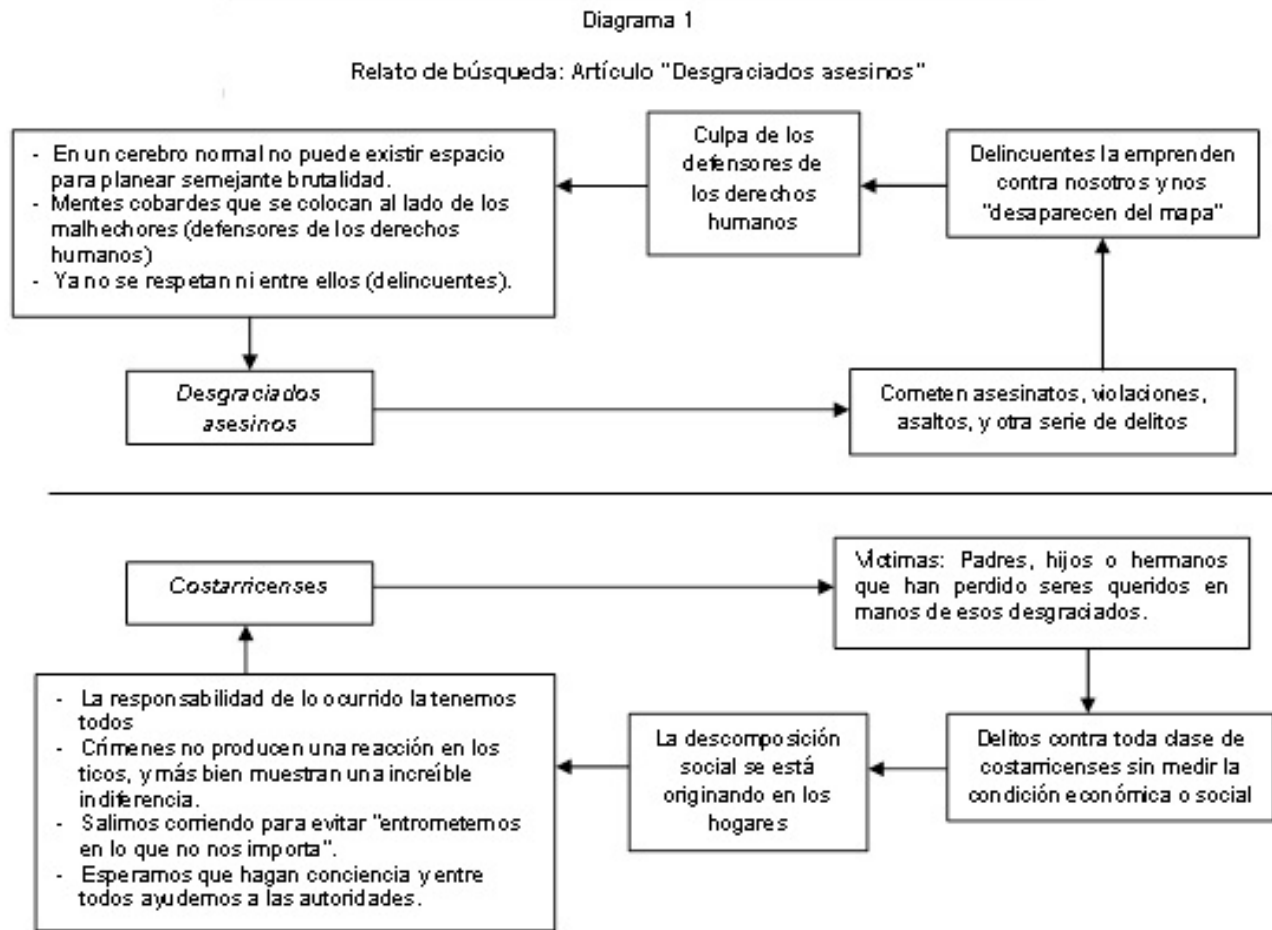 Diagrama 1
Relato de búsqueda: Artículo "Desgraciados asesinos"
- En un cerebro normal no puede existir espacio
para planear semejante brutalidad.
- Mentes cobardes que se colocan al lado de los
malhechores (defensores de los derechos
humanos)
- Ya no se respetan ni entre ellos (delincuentes).
Culpa de los
defensores de
los derechos
humanos
Delincuentes la emprenden
contra nosotros y nos
"desaparecen del mapa"
Desgraciados
asesinos
Cometen asesinatos, violaciones,
asaltos, y otra serie de delitos
Costarricenses
Víctimas: Padres, hijos o hermanos
que han perdido seres queridos en
manos de esos desgraciados.
- La responsabilidad de lo ocurrido la tenemos
todos
- Crímenes no producen una reacción en los
ticos, y más bien muestran una increíble
indiferencia.
- Salimos corriendo para evitar "entrometernos
en lo que no nos importa".
- Esperamos que hagan conciencia y entre
todos ayudemos a las autoridades.
La descomposición
social se está
originando en los
hogares
Delitos contra toda clase de
costarricenses sin medir la
condición económica o social